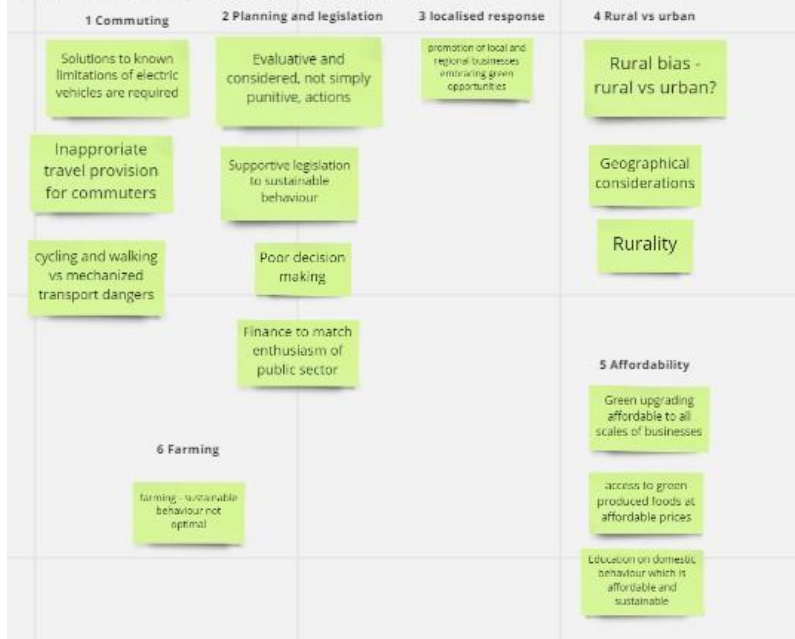 1 Commuting
Solutions to known
limitations of electric
vehicles are required
Inapproriate
travel provision
for commuters
cycling and walking
vs mechanized
transport dangers
2 Planning and legislation
Evaluative and
considered, not simply
punitive, actions
Supportive legislation
to sustainable
behaviour
Poor decision
making
Finance to match
enthusiasm of
public sector
3 localised response
promotion of local and
regional businesses
embracing green
opportunities
4 Rural vs urban
Rural bias -
rural vs urban?
Geographical
considerations
Rurality
5 Affordability
Green upgrading
affordable to all
scales of businesses
access to green
produced foods at
affordable prices
Education on domestic
behaviour which is
affordable and
sustainable
6 Farming
farming - sustainable
behaviour not
optimal